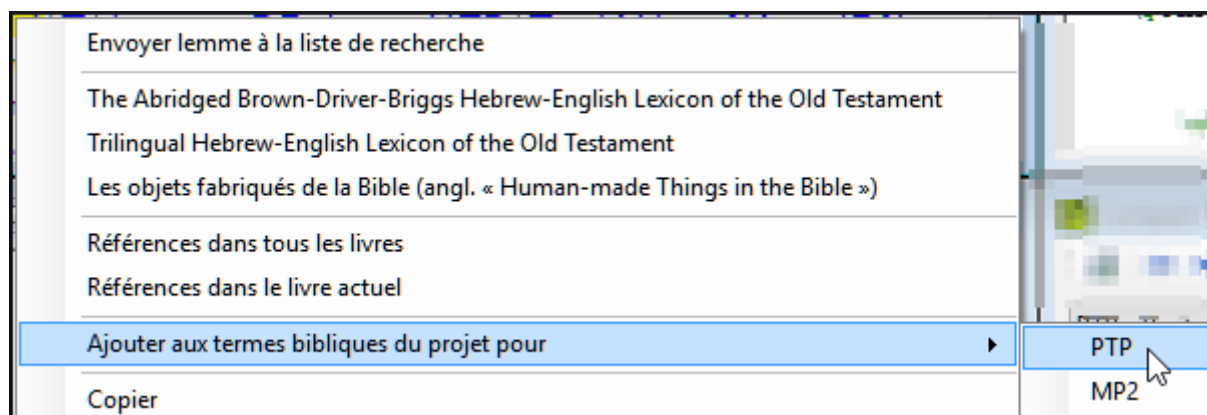 Envoyer lemme à la liste de recherche
The Abridged Brown-Driver-Briggs Hebrew-English Lexicon of the Old Testament
Trilingual Hebrew-English Lexicon of the Old Testament
Les objets fabriqués de la Bible (angl. « Human-made Things in the Bible »)
Références dans tous les livres
Références dans le livre actuel
Ajouter aux termes bibliques du projet pour
PTP
MP2
Copier